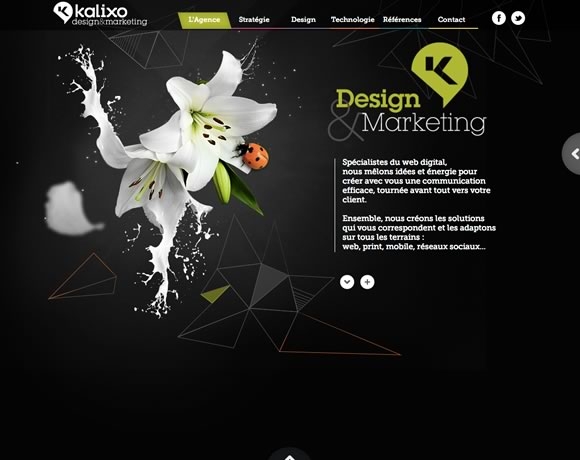 kalixo
design&marketing
L'Agence Stratégie Design Technologie Références Contact
K
Design
& Marketing
Spécialistes du web digital,
nous mêlons idées et énergie pour
créer avec vous une communication
efficace, tournée avant tout vers votre
client.
Ensemble, nous créons les solutions
qui vous correspondent et les adaptons
sur tous les terrains :
web, print, mobile, réseaux sociaux...